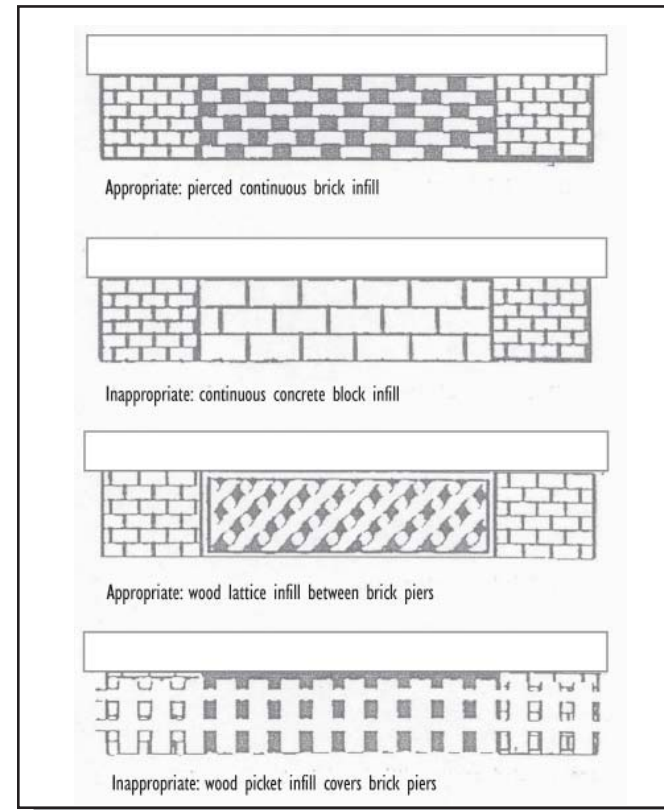 Appropriate: pierced continuous brick infill
Inappropriate: continuous concrete block infill
Appropriate: wood lattice infill between brick piers
Inappropriate: wood picket infill covers brick piers